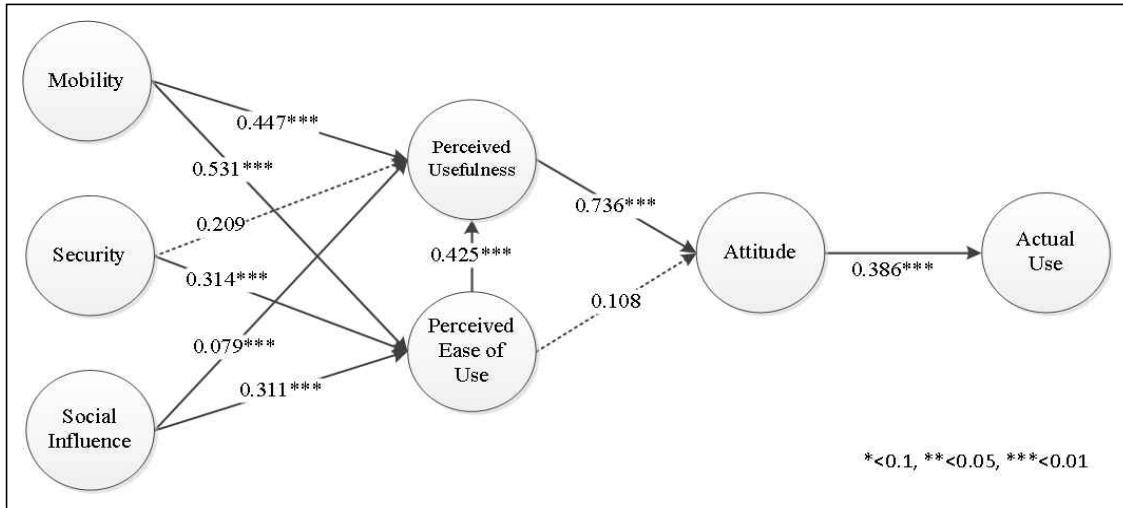 Mobility
0.447***
Perceived
Usefulness
0.531***
0.736***
0.209
Security
0.425***
Attitude
0.386***
Actual
Use
0.314***
0.108
0.079***
Perceived
Ease of
Use
0.311***
Social
Influence
*<0.1, **<0.05, ***<0.01